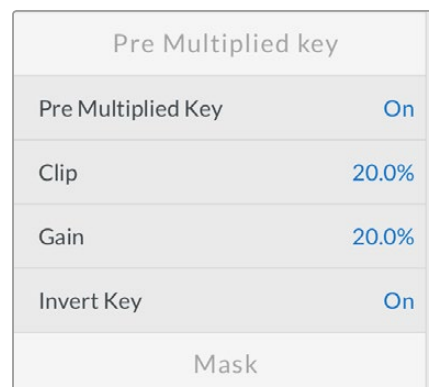 Pre Multiplied key
Pre Multiplied Key On
Clip 20.0%
Gain 20.0%
Invert Key On
Mask